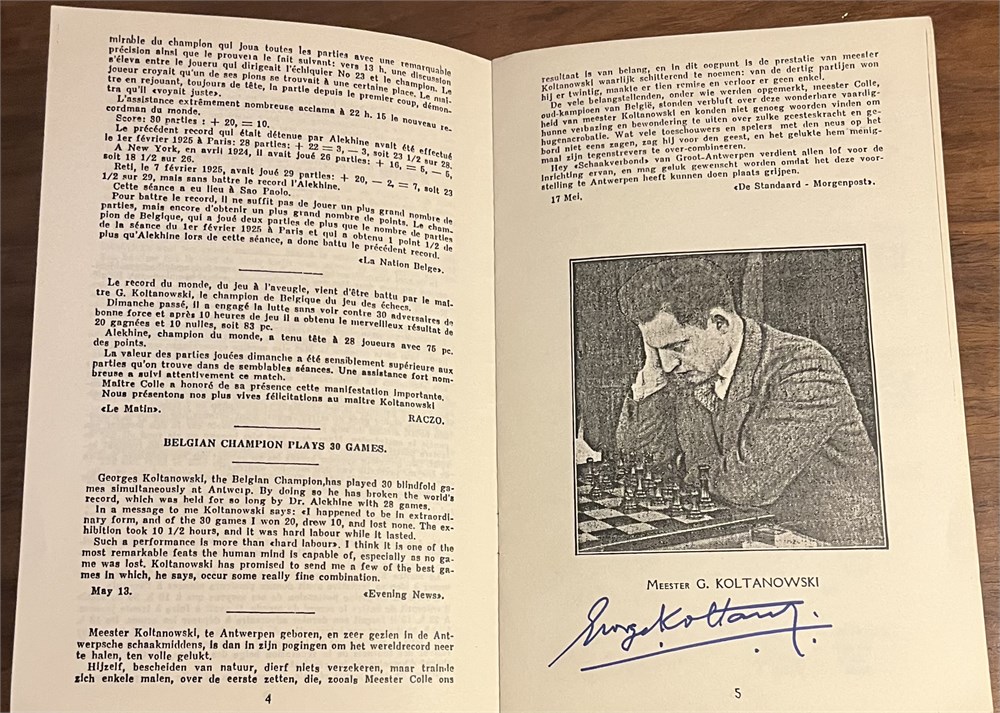 mirable du champion qui joua toutes les parties avec une remarquable
précision ainsi que le prouvera le fait suivant: vers 13 h. une discussion
s'éleva entre le joueru qui dirigeait l'échiquier No 23 et le champion. Le
joueur croyait qu'un de ses pions se trouvait à une certaine place. Le maî-
tre en rejouant, toujours de tête, la partie depuis le premier coup, démon-
tra qu'il «voyait juste».
L'assistance extrêmement nombreuse acclama à 22 h. 15 le nouveau re-
cordman du monde.
Score: 30 parties : + 20, = 10.
Le précédent record qui était détenue par Alekhine avait été effectué
le 1er février 1925 à Paris: 28 parties: + 22 = 3, — 3, soit 23 1/2 sur 28.
A New York, en avril 1924, il avait joué 26 parties: + 16, = 5, — 5,
soit 18 1/2 sur 26.
Reti, le 7 février 1925, avait joué 29 parties: + 20, — 2, = 7, soit 23
1/2 sur 29, mais sans battre le record l'Alekhine.
Cette séance a eu lieu à Sao Paolo.
Pour battre le record, il ne suffit pas de jouer un plus grand nombre de
parties, mais encore d'obtenir un plus grand nombre de points. Le cham-
pion de Belgique, qui a joué deux parties de plus que le nombre de parties
de la séance du 1er février 1925 à Paris et qui a obtenu 1 point 1/2 de
plus qu'Alekhine lors de cette séance, a donc battu le précédent record.
«La Nation Belge».
Le record du monde, du jeu à l'aveugle, vient d'être battu par le maî-
tre G. Koltanowski, le champion de Belgique du jeu des échecs.
Dimanche passé, il a engagé la lutte sans voir contre 30 adversaires de
bonne force et après 10 heures de jeu il a obtenu le merveilleux résultat de
20 gagnées et 10 nulles, soit 83 pc.
Alekhine, champion du monde, a tenu tête à 28 joueurs avec 75 pc.
des points.
La valeur des parties jouées dimanche a été sensiblement supérieure aux
parties qu'on trouve dans de semblables séances. Une assistance fort nom-
breuse a suivi attentivement ce match.
Maître Colle a honoré de sa présence cette manifestation importante.
Nous présentons nos plus vives félicitations au maître Koltanowski
«Le Matin».
RACZO.
BELGIAN CHAMPION PLAYS 30 GAMES.
Georges Koltanowski, the Belgian Champion,has played 30 blindfold ga-
mes simultaneously at Antwerp. By doing so he has broken the world's
record, which was held for so long by Dr. Alekhine with 28 games.
In a message to me Koltanowski says: «I happened to be in extraordi-
nary form, and of the 30 games I won 20, drew 10, and lost none. The ex-
hibition took 10 1/2 hours, and it was hard labour while it lasted.
Such a performance is more than «hard labour». I think it is one of the
most remarkable feats the human mind is capable of, especially as no ga-
me was lost. Koltanowski has promised to send me a few of the best ga-
mes in which, he says, occur some really fine combination.
May 13.
«Evening News».
Meester Koltanowski, te Antwerpen geboren, en zeer gezien in de Ant-
werpsche schaakmiddens, is dan in zijn pogingen om het wereldrecord neer
te halen, ten volle gelukt.
Hijzelf, bescheiden van natuur, dierf niets verzekeren, maar trainde
zich enkele malen, over de eerste zetten, die, zooals Meester Colle ons
4
resultaat is van belang, en in dit oogpunt is de prestatie van meester
Koltanowski waarlijk schitterend te noemen: van de dertig partijen won
hij er twintig, maakte er tien remise en verloor er geen enkel.
De vele belangstellenden, onder wie werden opgemerkt, meester Colle,
oud-kampioen van België, stonden verbluft over deze wonderbare vaardig-
heid van meester Koltanowski en konden niet genoeg woorden vinden om
hunne verbazing en bewondering te uiten over zulke geesteskracht en ge-
hugenacrobatie. Wat vele toeschouwers en spelers met den neus op het
bord niet eens zagen, zag hij voor den geest, en het gelukte hem menig-
maal zijn tegenstrevers te over-combineeren.
Hey «Schaakverbond» van Groot-Antwerpen verdient allen lof voor de
inrichting ervan, en mag geluk gewenscht worden omdat het deze voor-
stelling te Antwerpen heeft kunnen doen plaats grijpen.
17 Mei.
«De Standaard - Morgenpost».
MEESTER G. KOLTANOWSKI
George Koltanowski.
5